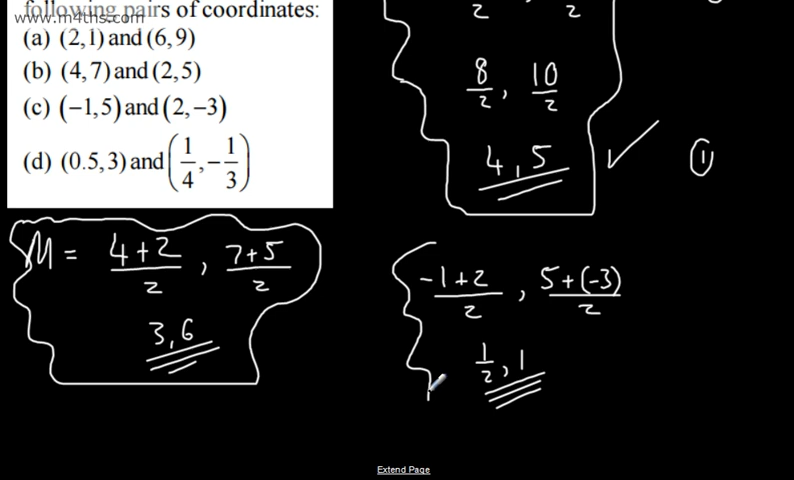 following pairs of coordinates:
www.m4ths.com
(a) (2,1) and (6,9)
(b) (4,7) and (2,5)
(c) (−1,5) and (2,−3)
(d) (0.5,3) and (1/4, −1/3)
2 2
8/2, 10/2
4, 5 ✓ ①
M = 4+2/2, 7+5/2
3, 6
-1+2/2, 5+(-3)/2
1/2, 1
Extend Page